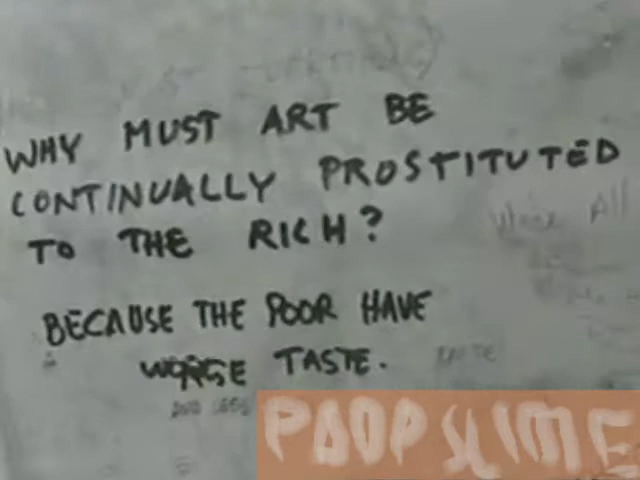 WHY MUST ART BE
CONTINUALLY PROSTITUTED
TO THE RICH?
BECAUSE THE POOR HAVE
WORSE TASTE.
POOP SLIME